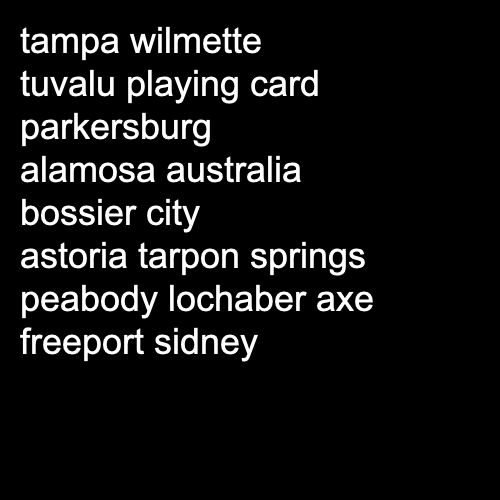 tampa wilmette
tuvalu playing card
parkersburg
alamosa australia
bossier city
astoria tarpon springs
peabody lochaber axe
freeport sidney